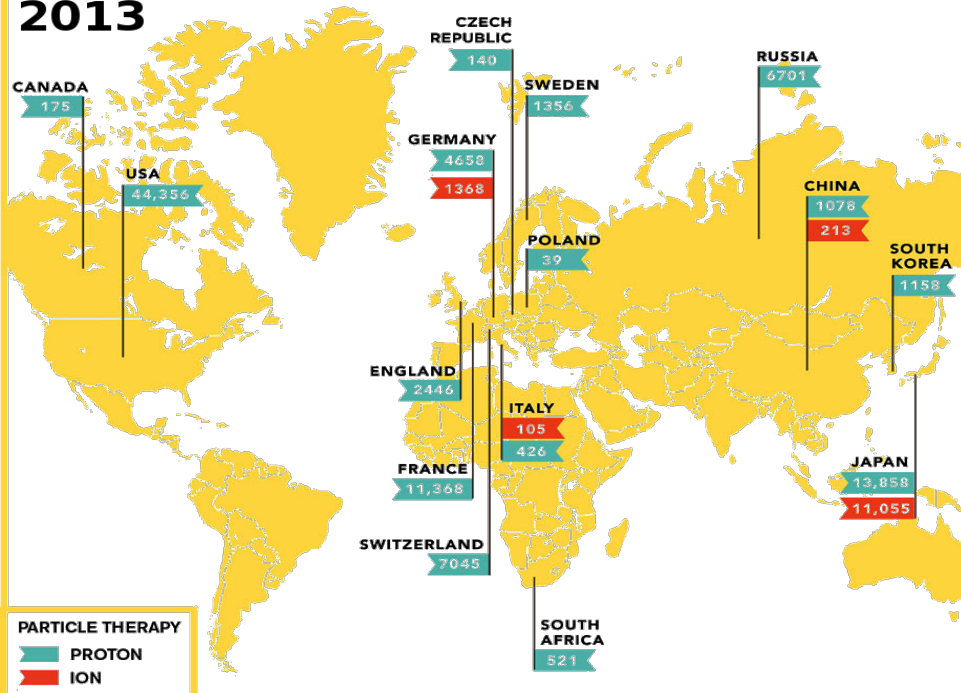 2013
CANADA
175
USA
44,356
CZECH
REPUBLIC
140
SWEDEN
1356
GERMANY
4658
1368
POLAND
39
RUSSIA
6701
CHINA
1078
213
SOUTH
KOREA
1158
ENGLAND
2446
ITALY
105
426
FRANCE
11,368
JAPAN
13,858
11,055
SWITZERLAND
7045
SOUTH
AFRICA
521
PARTICLE THERAPY
PROTON
ION